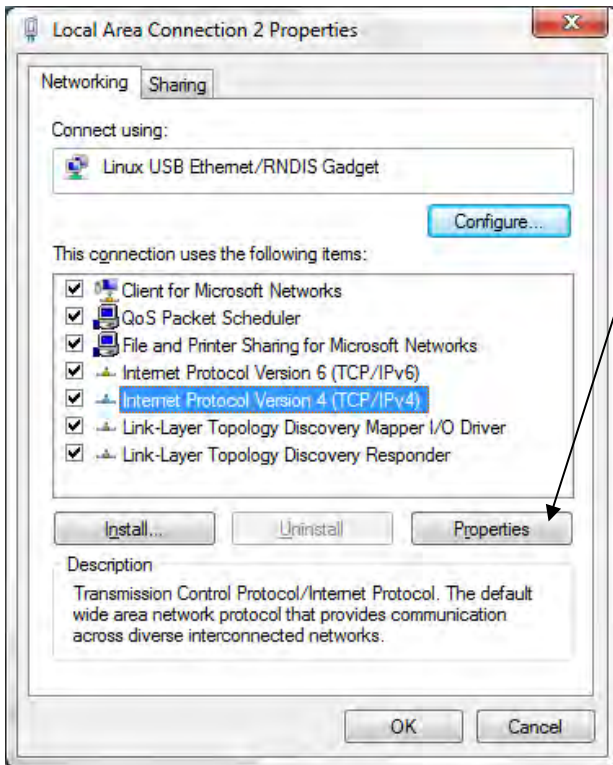 Local Area Connection 2 Properties
Networking
Sharing
Connect using:
Linux USB Ethernet/RNDIS Gadget
Configure...
This connection uses the following items:
Client for Microsoft Networks
QoS Packet Scheduler
File and Printer Sharing for Microsoft Networks
Internet Protocol Version 6 (TCP/IPv6)
Internet Protocol Version 4 (TCP/IPv4)
Link-Layer Topology Discovery Mapper I/O Driver
Link-Layer Topology Discovery Responder
Install...
Uninstall
Properties
Description
Transmission Control Protocol/Internet Protocol. The default
wide area network protocol that provides communication
across diverse interconnected networks.
OK
Cancel